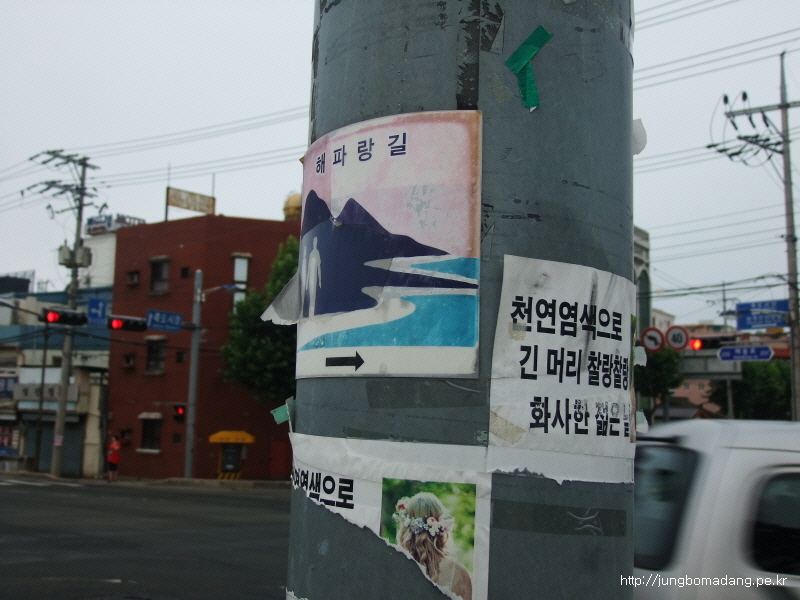 해파랑길
천연염색으로
긴 머리 찰랑찰랑
화사한 젊은
연염색으로
40
http://jungbomadang.pe.kr